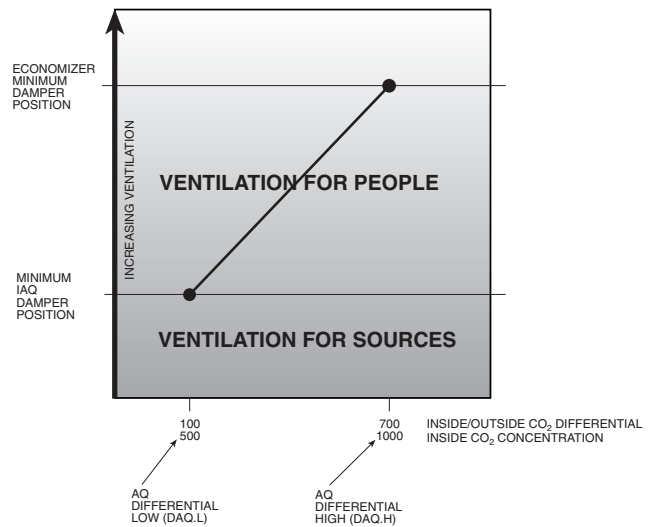 ECONOMIZER
MINIMUM
DAMPER
POSITION
INCREASING VENTILATION
VENTILATION FOR PEOPLE
MINIMUM
IAQ
DAMPER
POSITION
VENTILATION FOR SOURCES
100 700 INSIDE/OUTSIDE CO₂ DIFFERENTIAL
500 1000 INSIDE CO₂ CONCENTRATION
AQ
DIFFERENTIAL
LOW (DAQ.L)
AQ
DIFFERENTIAL
HIGH (DAQ.H)